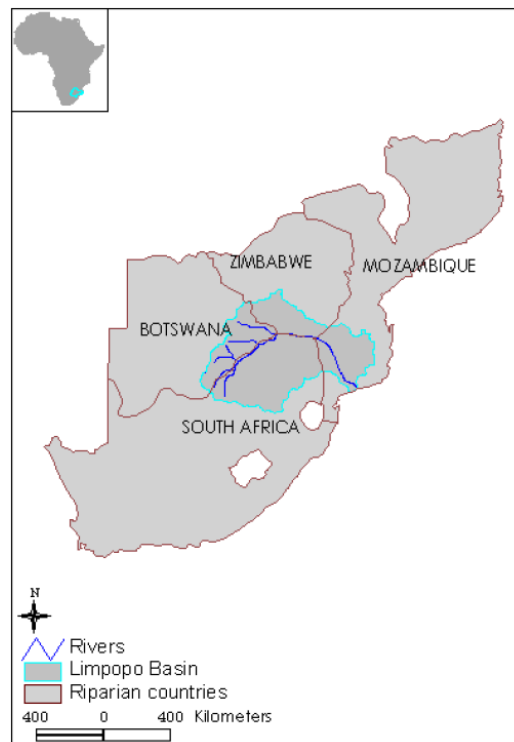 ZIMBABWE
MOZAMBIQUE
BOTSWANA
SOUTH AFRICA
N
Rivers
Limpopo Basin
Riparian countries
400 0 400 Kilometers